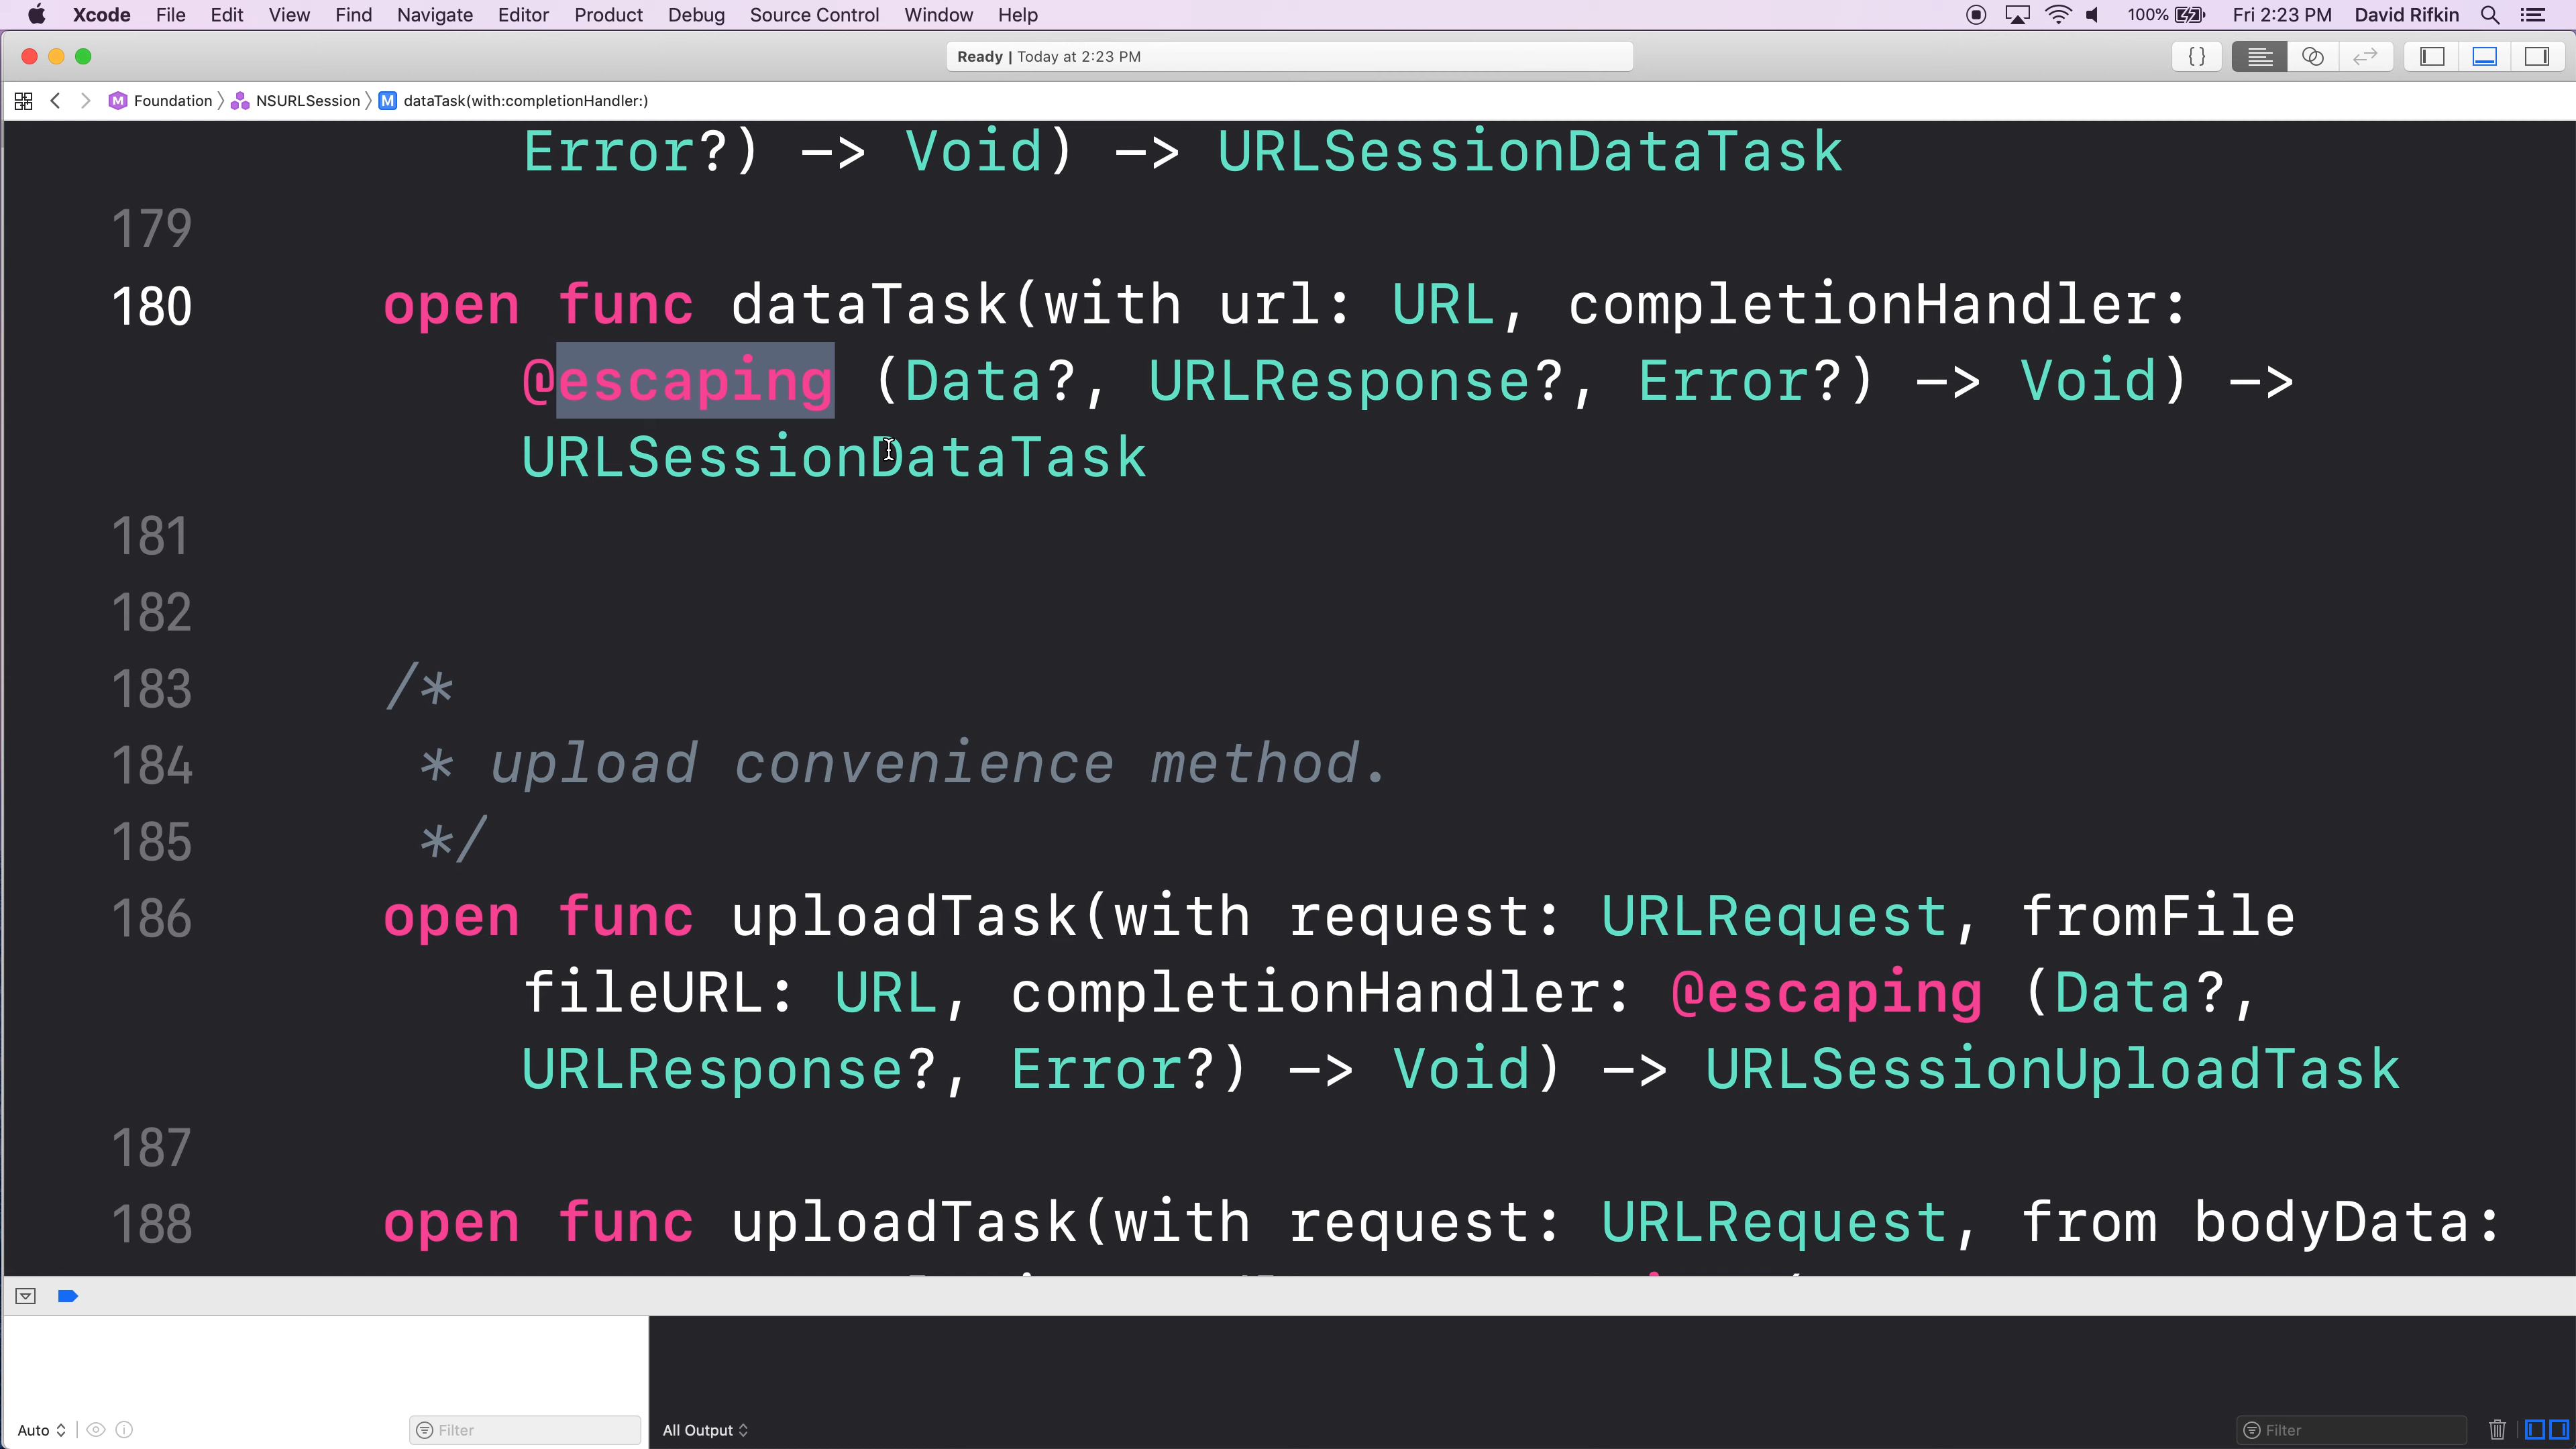 Xcode File Edit View Find Navigate Editor Product Debug Source Control Window Help 100% Fri 2:23 PM David Rifkin
Ready | Today at 2:23 PM
{ }
M Foundation NSURLSession M dataTask(with:completionHandler:)
Error?) -> Void) -> URLSessionDataTask
179
180 open func dataTask(with url: URL, completionHandler:
@escaping (Data?, URLResponse?, Error?) -> Void) ->
URLSessionDataTask
181
182
183 /*
184 * upload convenience method.
185 */
186 open func uploadTask(with request: URLRequest, fromFile
fileURL: URL, completionHandler: @escaping (Data?,
URLResponse?, Error?) -> Void) -> URLSessionUploadTask
187
188 open func uploadTask(with request: URLRequest, from bodyData:
Auto Filter All Output Filter